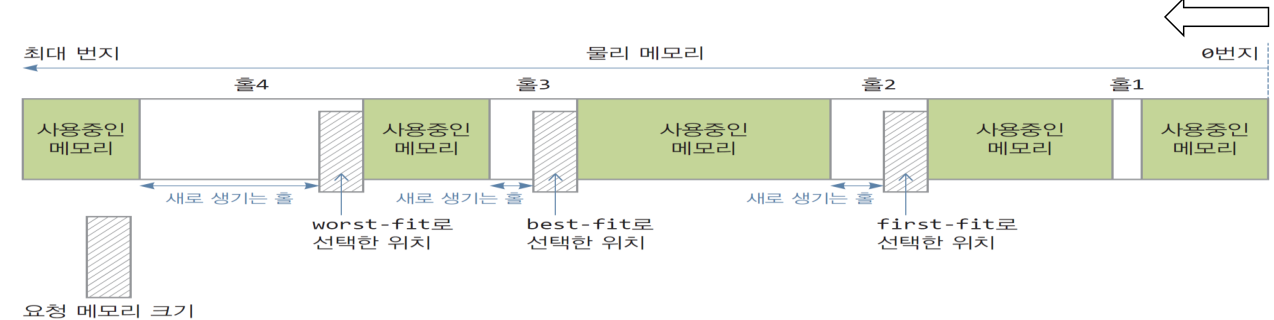 최대 번지
물리 메모리
0번지
홀4
홀3
홀2
홀1
사용중인
메모리
사용중인
메모리
사용중인
메모리
사용중인
메모리
사용중인
메모리
새로 생기는 홀
새로 생기는 홀
새로 생기는 홀
worst-fit로
선택한 위치
best-fit로
선택한 위치
first-fit로
선택한 위치
요청 메모리 크기